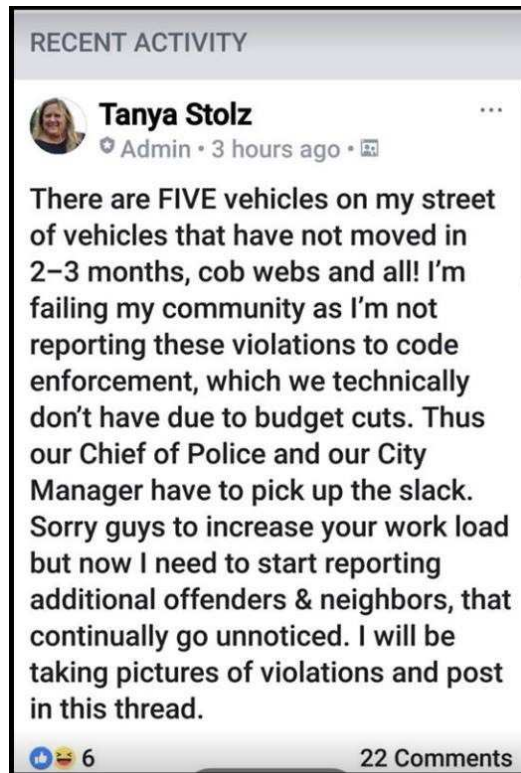 RECENT ACTIVITY
Tanya Stolz
Admin • 3 hours ago •
There are FIVE vehicles on my street
of vehicles that have not moved in
2–3 months, cob webs and all! I'm
failing my community as I'm not
reporting these violations to code
enforcement, which we technically
don't have due to budget cuts. Thus
our Chief of Police and our City
Manager have to pick up the slack.
Sorry guys to increase your work load
but now I need to start reporting
additional offenders & neighbors, that
continually go unnoticed. I will be
taking pictures of violations and post
in this thread.
6
22 Comments